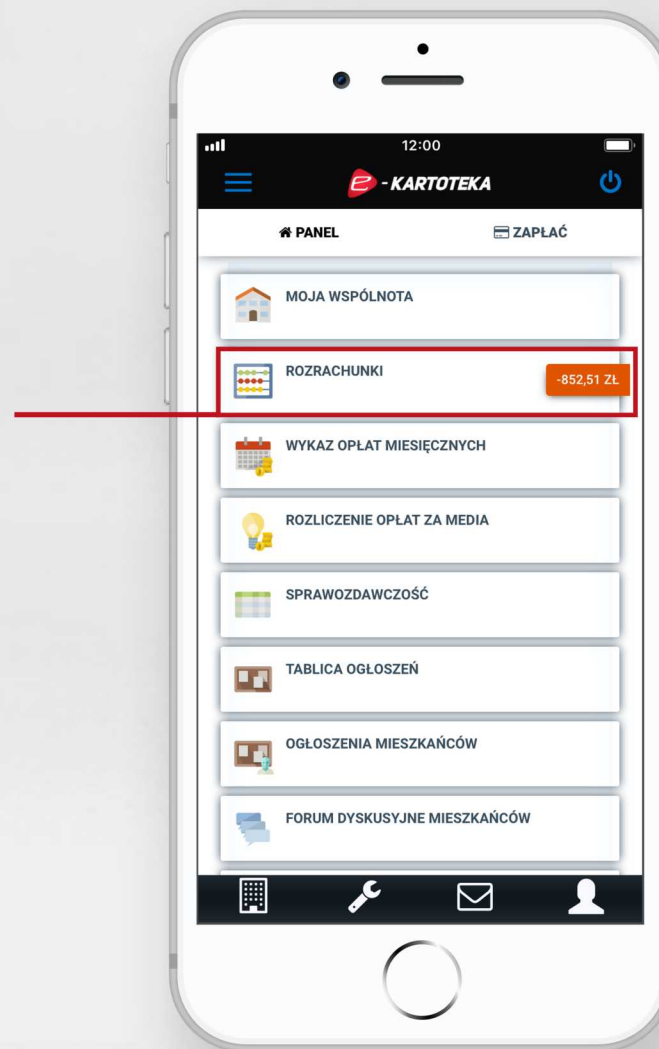 12:00
e - KARTOTEKA
PANEL
ZAPŁAĆ
MOJA WSPÓLNOTA
ROZRACHUNKI
-852,51 ZŁ
WYKAZ OPŁAT MIESIĘCZNYCH
ROZLICZENIE OPŁAT ZA MEDIA
SPRAWOZDAWCZOŚĆ
TABLICA OGŁOSZEŃ
OGŁOSZENIA MIESZKAŃCÓW
FORUM DYSKUSYJNE MIESZKAŃCÓW